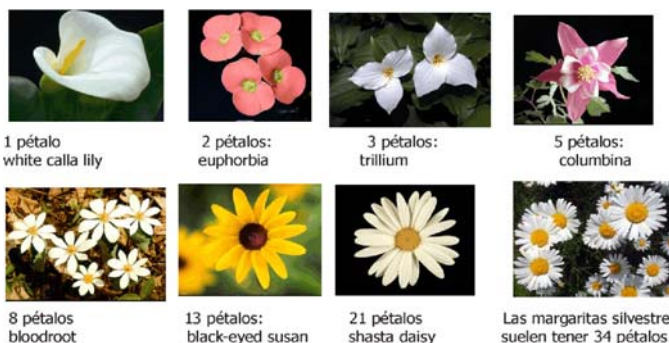 1 pétalo
white calla lily
2 pétalos:
euphorbia
3 pétalos:
trillium
5 pétalos:
columbina
8 pétalos
bloodroot
13 pétalos:
black-eyed susan
21 pétalos
shasta daisy
Las margaritas silvestre
suelen tener 34 pétalos